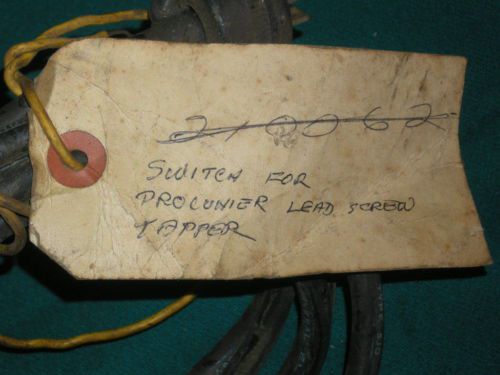 210062
SWITCH FOR
PROCUNIER LEAD SCREW
TAPPER